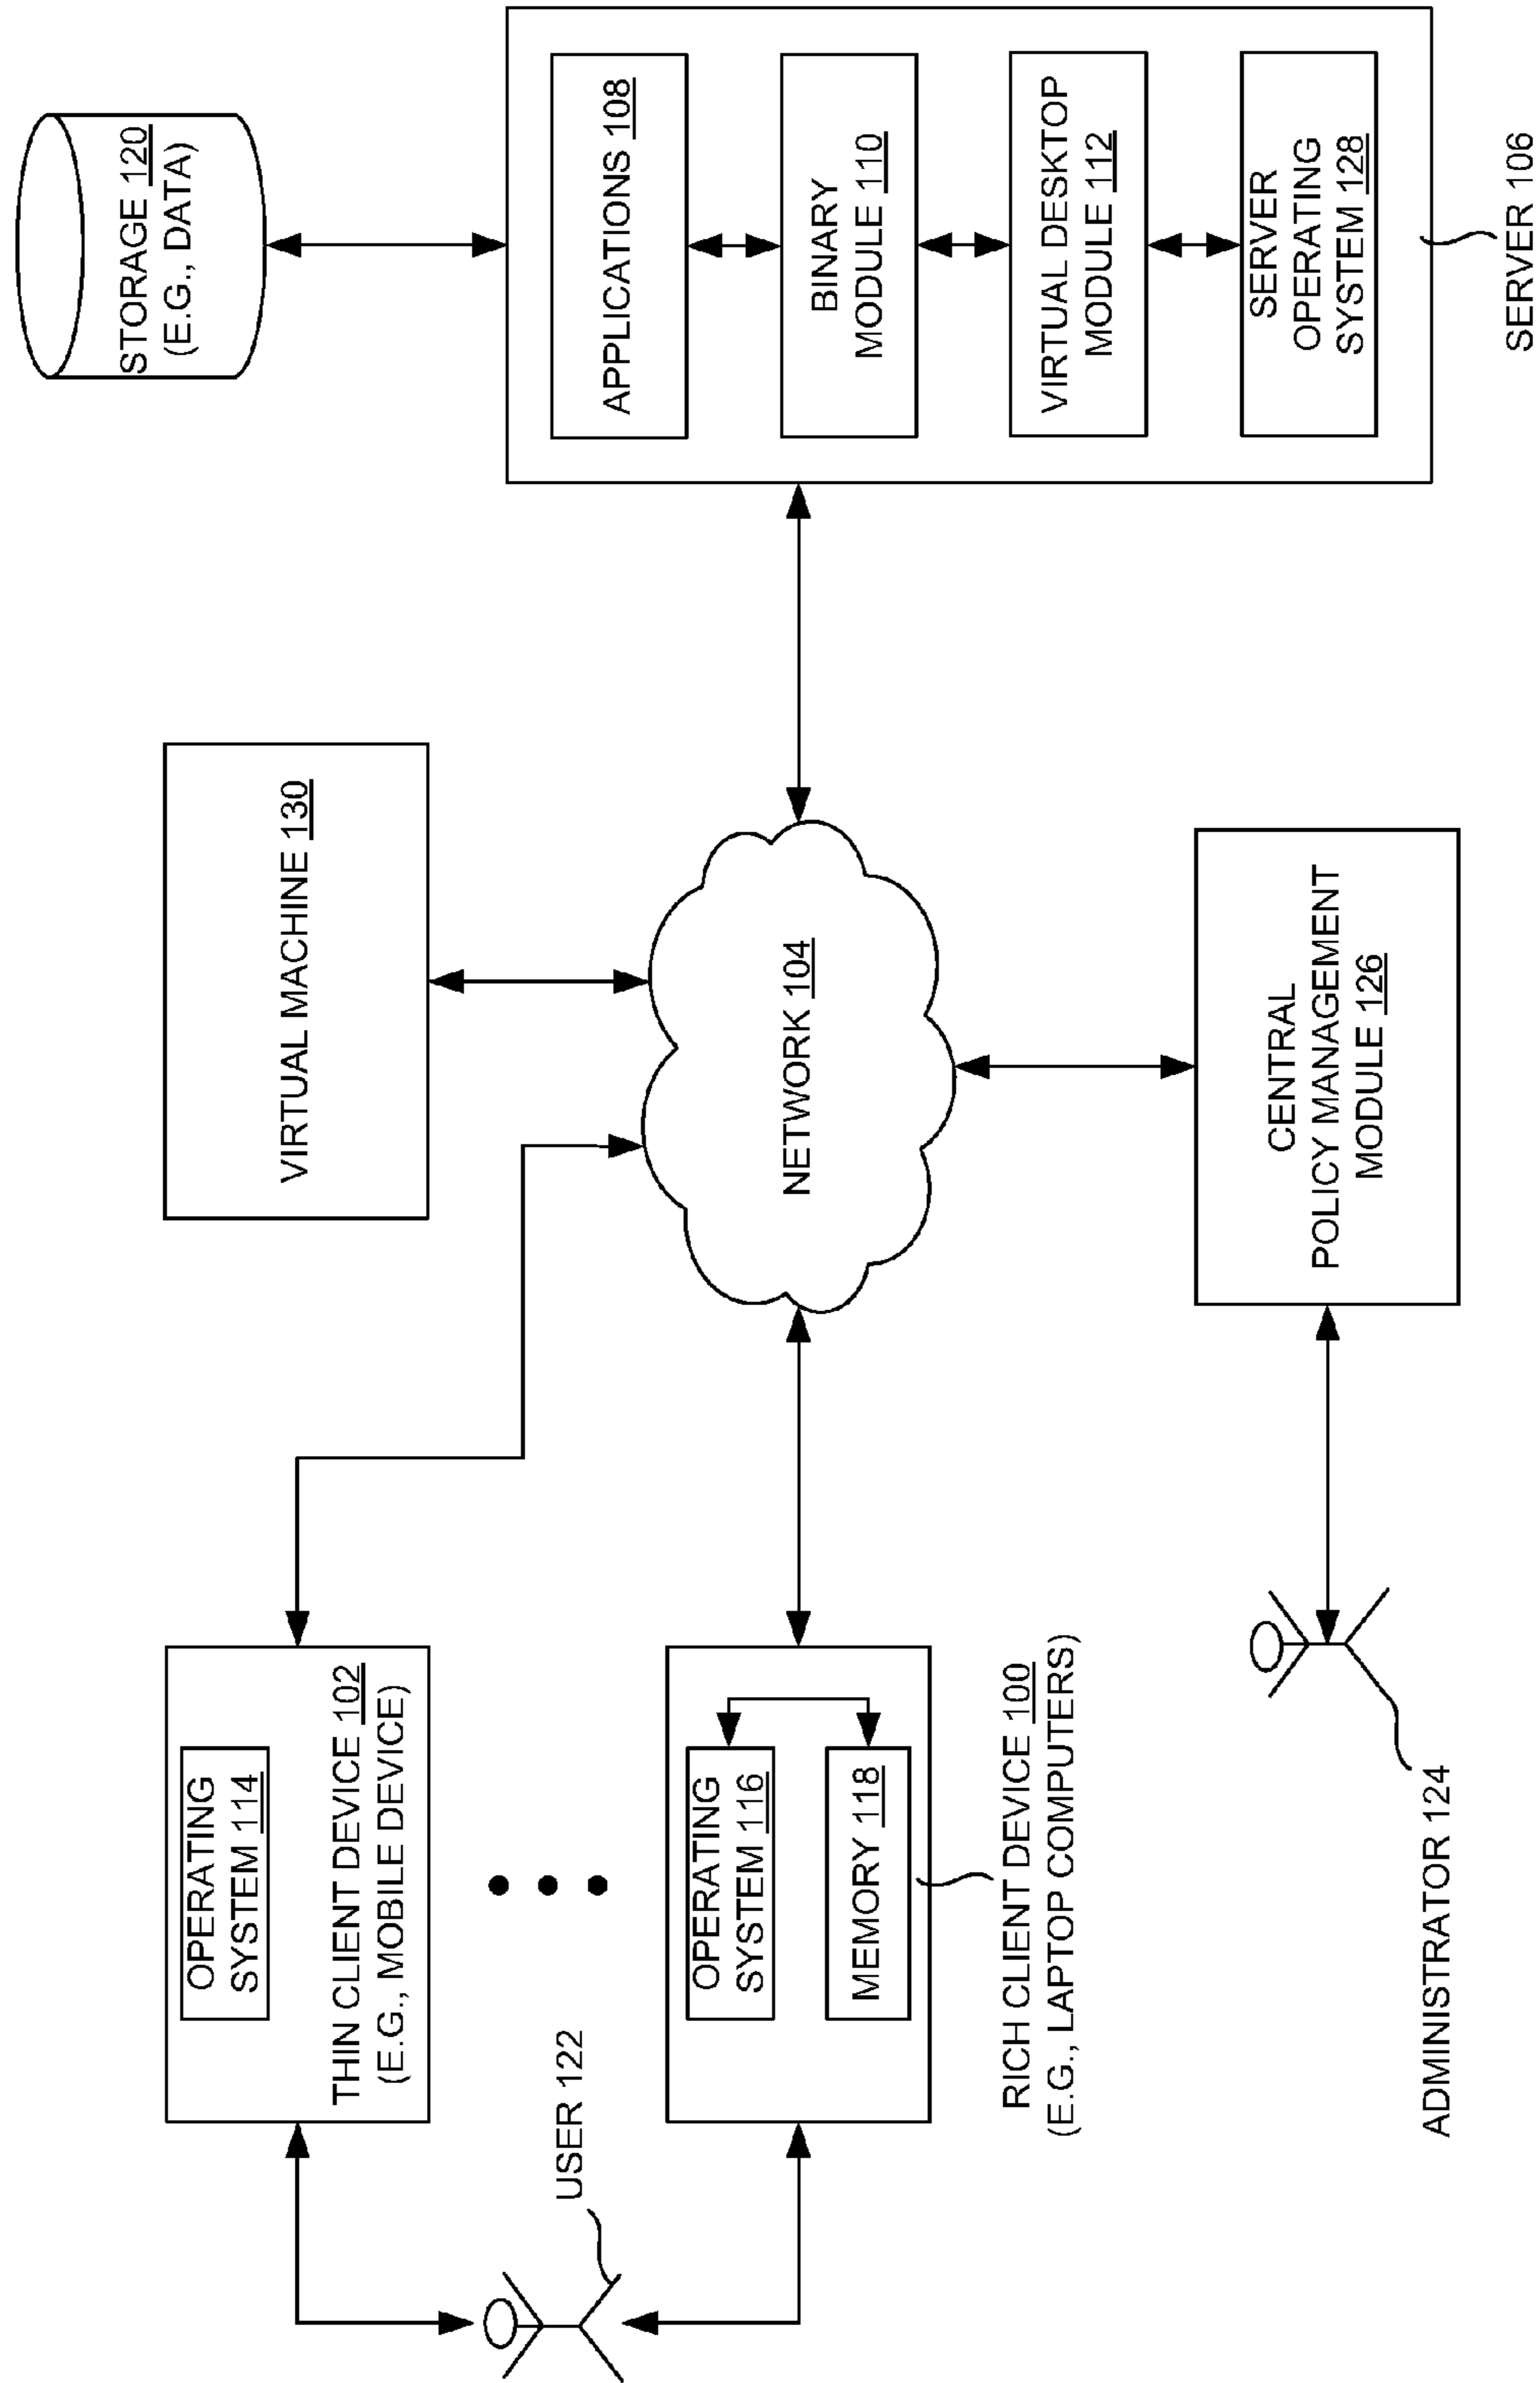 OPERATING
SYSTEM 114
THIN CLIENT DEVICE 102
(E.G., MOBILE DEVICE)
VIRTUAL MACHINE 130
STORAGE 120
(E.G., DATA)
USER 122
OPERATING
SYSTEM 116
MEMORY 118
RICH CLIENT DEVICE 100
(E.G., LAPTOP COMPUTERS)
NETWORK 104
APPLICATIONS 108
BINARY
MODULE 110
VIRTUAL DESKTOP
MODULE 112
SERVER
OPERATING
SYSTEM 128
SERVER 106
CENTRAL
POLICY MANAGEMENT
MODULE 126
ADMINISTRATOR 124